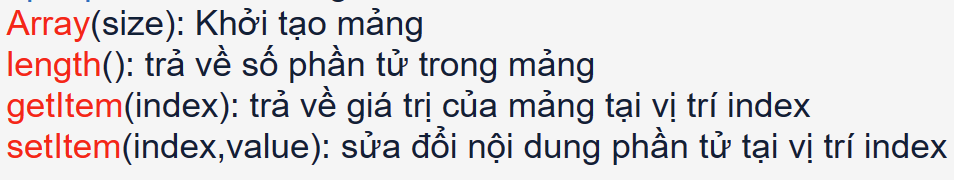 Array(size): Khởi tạo mảng
length(): trả về số phần tử trong mảng
getItem(index): trả về giá trị của mảng tại vị trí index
setItem(index,value): sửa đổi nội dung phần tử tại vị trí index